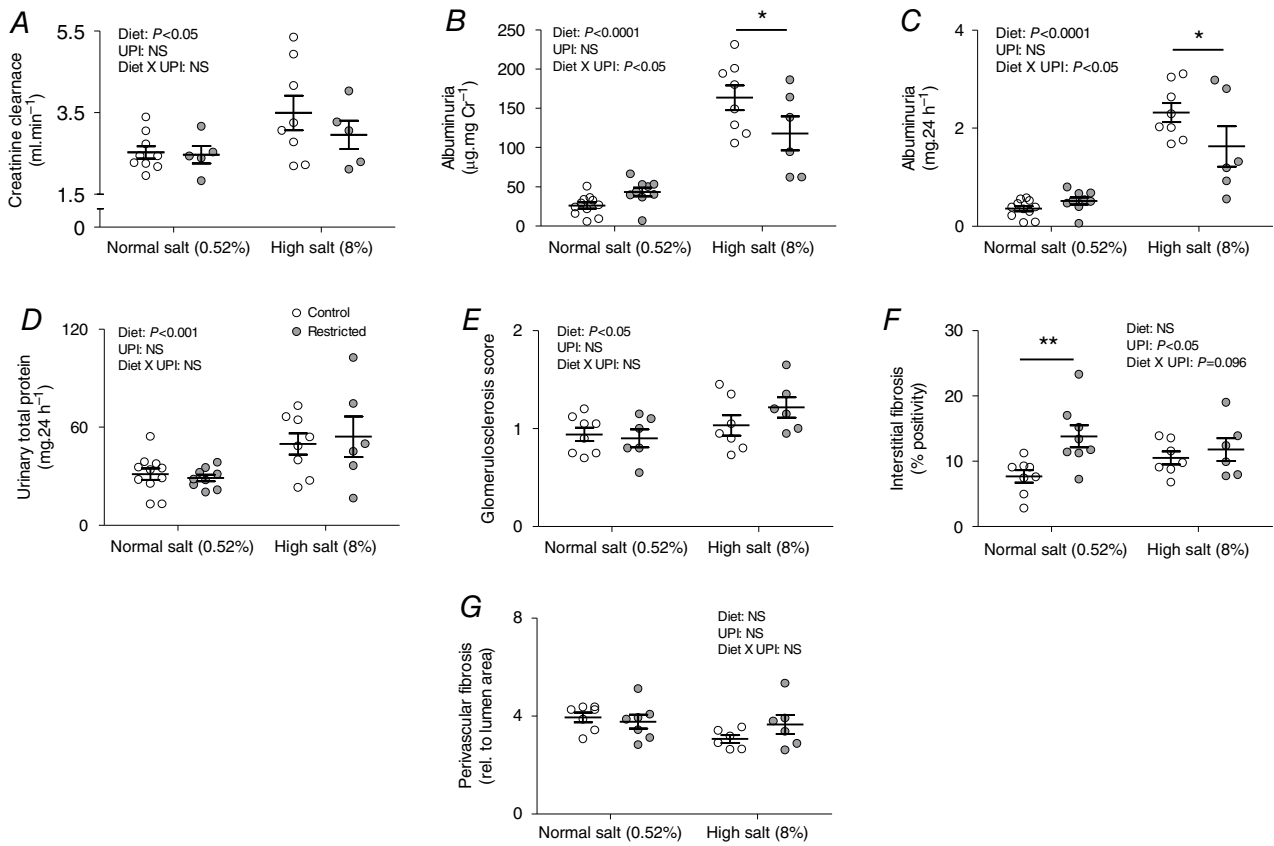 A
Creatinine clearnace
(ml.min⁻¹)
5.5
3.5
1.5
0
Diet: P<0.05
UPI: NS
Diet X UPI: NS
Normal salt (0.52%)
High salt (8%)
B
Albuminuria
(µg.mg Cr⁻¹)
250
200
150
100
50
0
Diet: P<0.0001
UPI: NS
Diet X UPI: P<0.05
*
Normal salt (0.52%)
High salt (8%)
C
Albuminuria
(mg.24 h⁻¹)
4
2
0
Diet: P<0.0001
UPI: NS
Diet X UPI: P<0.05
*
Normal salt (0.52%)
High salt (8%)
D
Urinary total protein
(mg.24 h⁻¹)
120
60
0
Diet: P<0.001
UPI: NS
Diet X UPI: NS
Control
Restricted
Normal salt (0.52%)
High salt (8%)
E
Glomerulosclerosis score
2
1
0
Diet: P<0.05
UPI: NS
Diet X UPI: NS
Normal salt (0.52%)
High salt (8%)
F
Interstitial fibrosis
(% positivity)
30
20
10
0
**
Diet: NS
UPI: P<0.05
Diet X UPI: P=0.096
Normal salt (0.52%)
High salt (8%)
G
Perivascular fibrosis
(rel. to lumen area)
8
4
0
Diet: NS
UPI: NS
Diet X UPI: NS
Normal salt (0.52%)
High salt (8%)